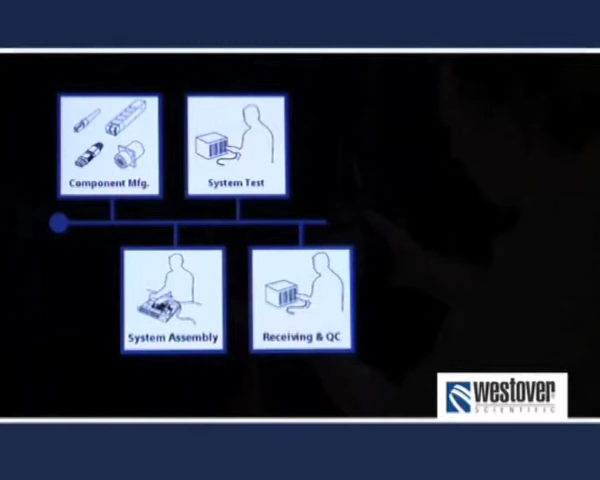 Component Mfg.
System Test
System Assembly
Receiving & QC
westover
SCIENTIFIC